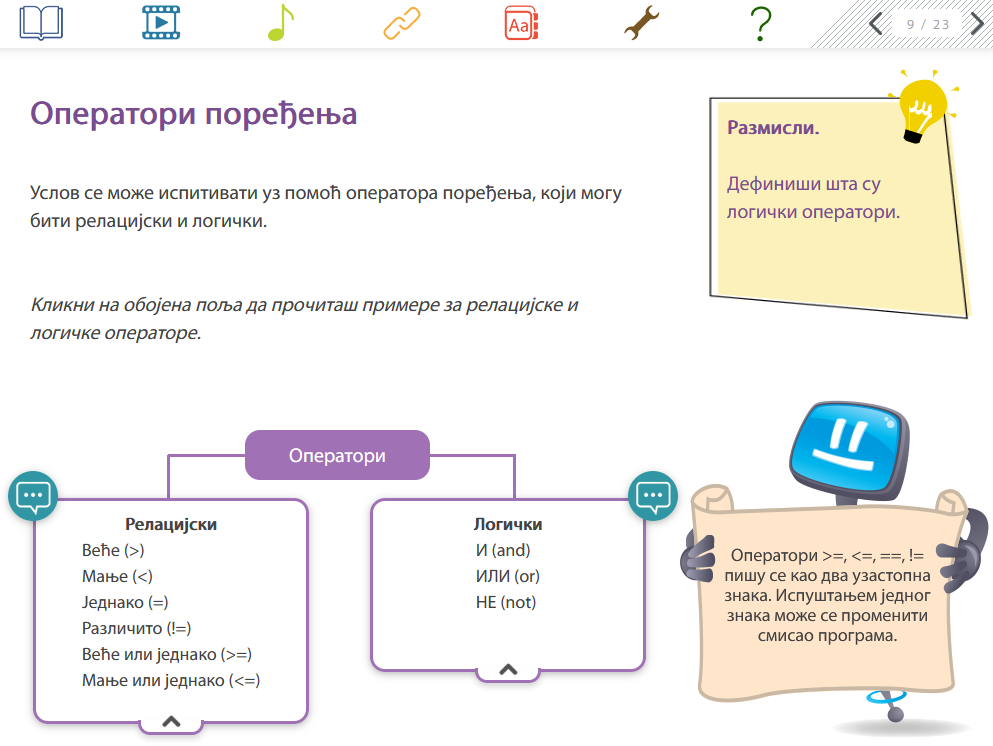 Aa
9 / 23
Оператори поређења
Услов се може испитивати уз помоћ оператора поређења, који могу
бити релацијски и логички.
Кликни на обојена поља да прочиташ примере за релацијске и
логичке операторе.
Размисли.
Дефиниши шта су
логички оператори.
Оператори
Релацијски
Веће (>)
Мање (<)
Једнако (=)
Различито (!=)
Веће или једнако (>=)
Мање или једнако (<=)
Логички
И (and)
ИЛИ (or)
НЕ (not)
Оператори >=, <=, ==, !=
пишу се као два узастопна
знака. Испуштањем једног
знака може се променити
смисао програма.